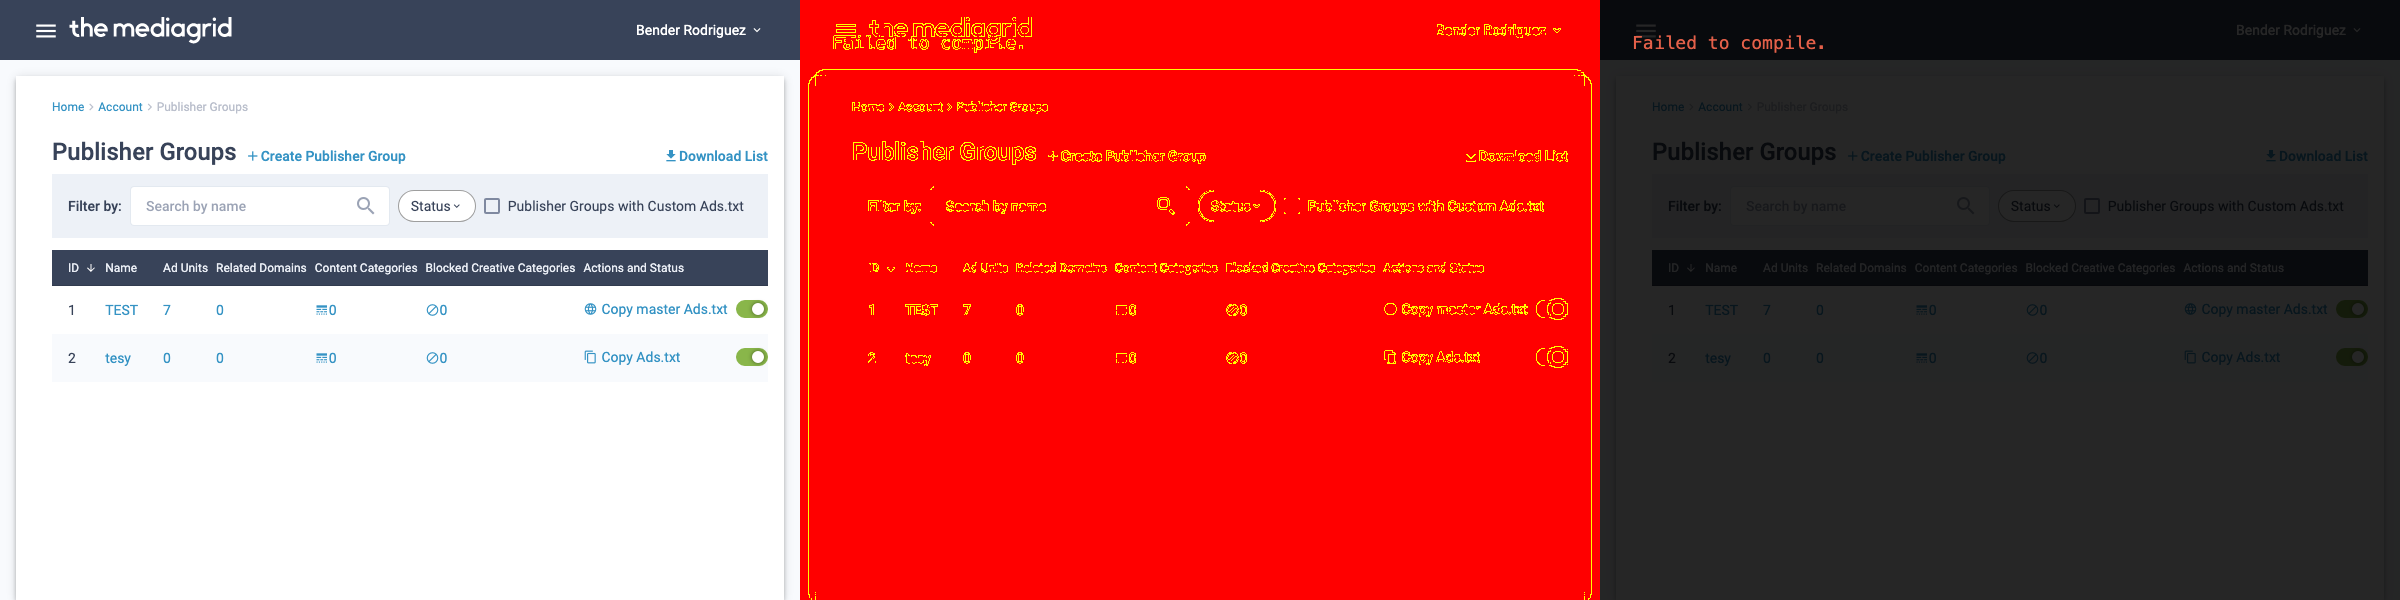 the mediagrid
Bender Rodriguez
Home > Account > Publisher Groups
Publisher Groups + Create Publisher Group
Download List
Filter by: Search by name Status Publisher Groups with Custom Ads.txt
ID Name Ad Units Related Domains Content Categories Blocked Creative Categories Actions and Status
1 TEST 7 0 0 0 Copy master Ads.txt
2 tesy 0 0 0 0 Copy Ads.txt
the mediagrid
Failed to compile.
Bender Rodriguez
Home > Account > Publisher Groups
Publisher Groups + Create Publisher Group
Download List
Filter by: Search by name Status Publisher Groups with Custom Ads.txt
ID Name Ad Units Related Domains Content Categories Blocked Creative Categories Actions and Status
1 TEST 7 0 0 0 Copy master Ads.txt
2 tesy 0 0 0 0 Copy Ads.txt
Failed to compile.
Bender Rodriguez
Home > Account > Publisher Groups
Publisher Groups + Create Publisher Group
Download List
Filter by: Search by name Status Publisher Groups with Custom Ads.txt
ID Name Ad Units Related Domains Content Categories Blocked Creative Categories Actions and Status
1 TEST 7 0 0 0 Copy master Ads.txt
2 tesy 0 0 0 0 Copy Ads.txt